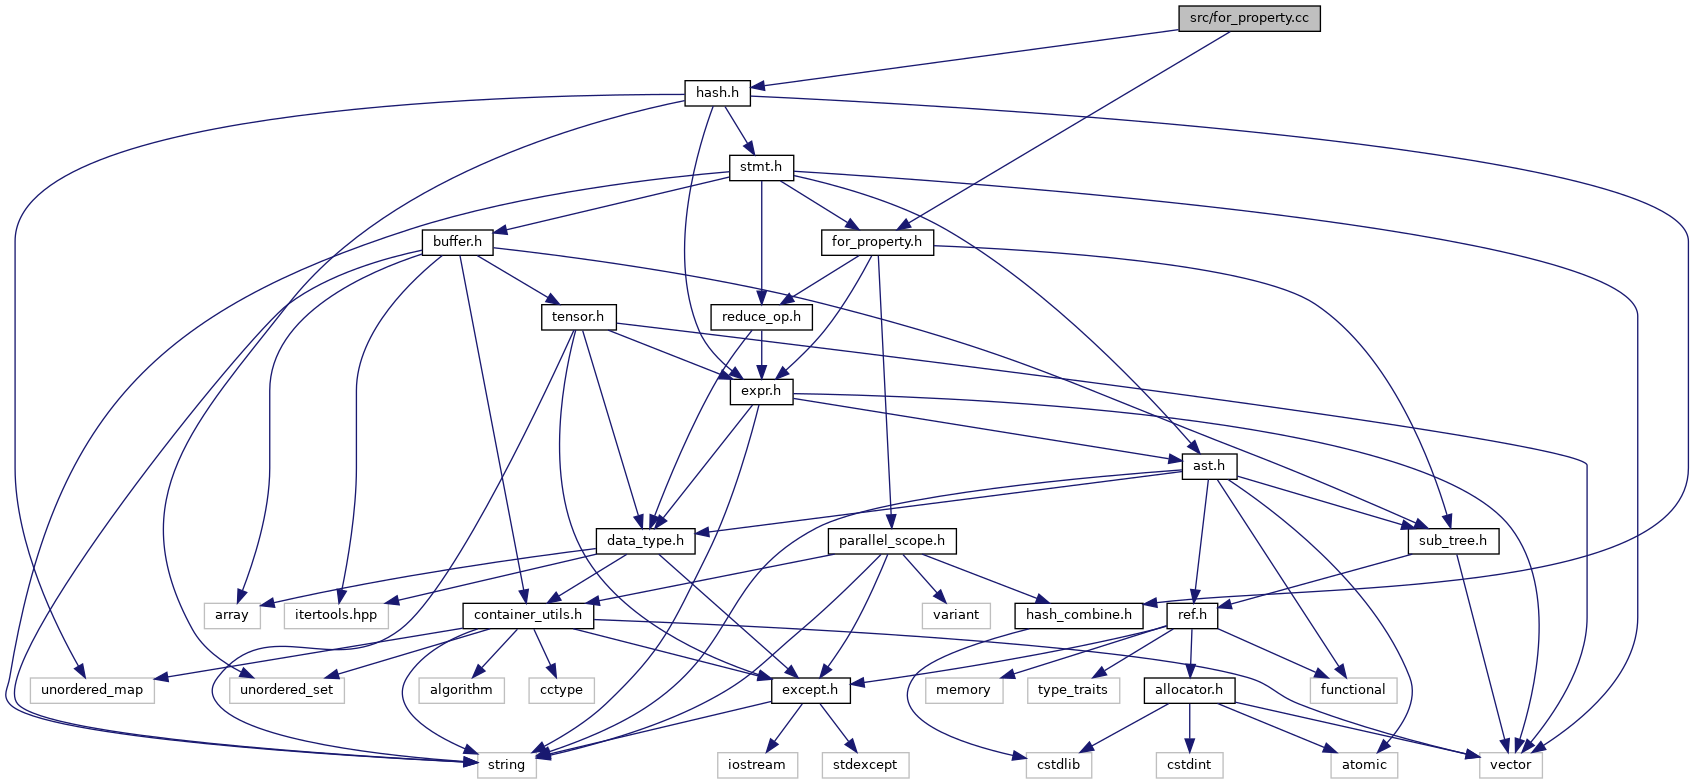 src/for_property.cc
hash.h
stmt.h
buffer.h
for_property.h
tensor.h
reduce_op.h
expr.h
ast.h
data_type.h
parallel_scope.h
sub_tree.h
array
itertools.hpp
container_utils.h
variant
hash_combine.h
ref.h
unordered_map
unordered_set
algorithm
cctype
except.h
memory
type_traits
allocator.h
functional
string
iostream
stdexcept
cstdlib
cstdint
atomic
vector